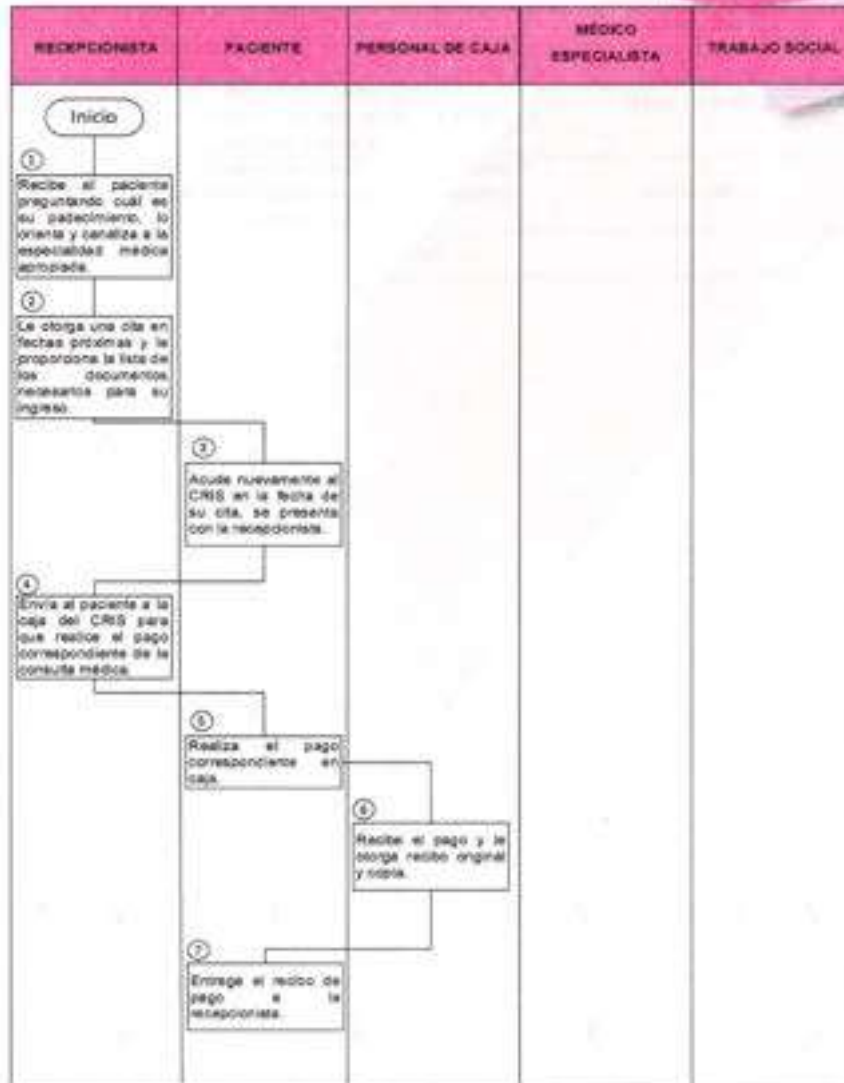 RECEPCIONISTA
PACIENTE
PERSONAL DE CAJA
MÉDICO
ESPECIALISTA
TRABAJO SOCIAL
Inicio
1
Recibe al paciente
preguntando cuál es
su padecimiento, lo
orienta y canaliza a la
especialidad médica
apropiada.
2
Le otorga una cita en
fechas próximas y le
proporciona la lista de
los documentos
necesarios para su
ingreso.
3
Acude nuevamente al
CRIS en la fecha de
su cita, se presenta
con la recepcionista.
4
Envía al paciente a la
caja del CRIS para
que realice el pago
correspondiente de la
consulta médica.
5
Realiza el pago
correspondiente en
caja.
6
Recibe el pago y le
otorga recibo original
y copia.
7
Entrega el recibo de
pago a la
recepcionista.